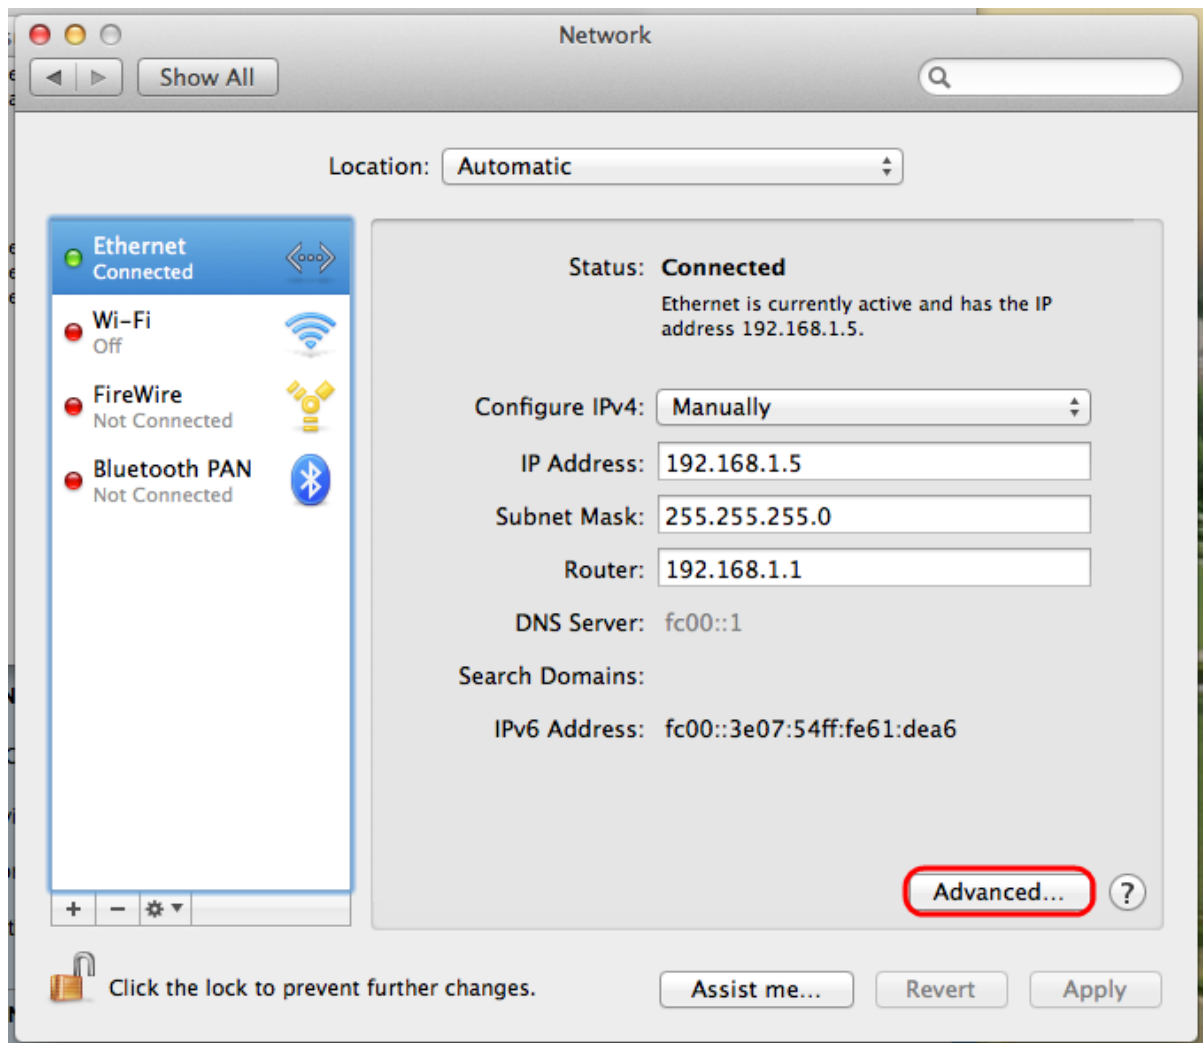 Network
Show All
Location: Automatic
Ethernet
Connected
Wi-Fi
Off
FireWire
Not Connected
Bluetooth PAN
Not Connected
Status: Connected
Ethernet is currently active and has the IP
address 192.168.1.5.
Configure IPv4: Manually
IP Address: 192.168.1.5
Subnet Mask: 255.255.255.0
Router: 192.168.1.1
DNS Server: fc00::1
Search Domains:
IPv6 Address: fc00::3e07:54ff:fe61:dea6
Advanced... ?
+ -
Click the lock to prevent further changes.
Assist me... Revert Apply